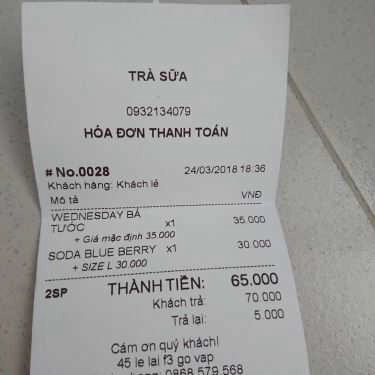 TRÀ SỮA
0932134079
HÓA ĐƠN THANH TOÁN
# No.0028 24/03/2018 18:36
Khách hàng: Khách lẻ
Mô tả VNĐ
WEDNESDAY BÁ x1 35.000
TƯỚC
+ Giá mặc định 35.000
SODA BLUE BERRY x1 30.000
+ SIZE L 30.000
2SP THÀNH TIỀN: 65.000
Khách trả: 70.000
Trả lại: 5.000
Cám ơn quý khách!
45 le lai f3 go vap
0868 579 568